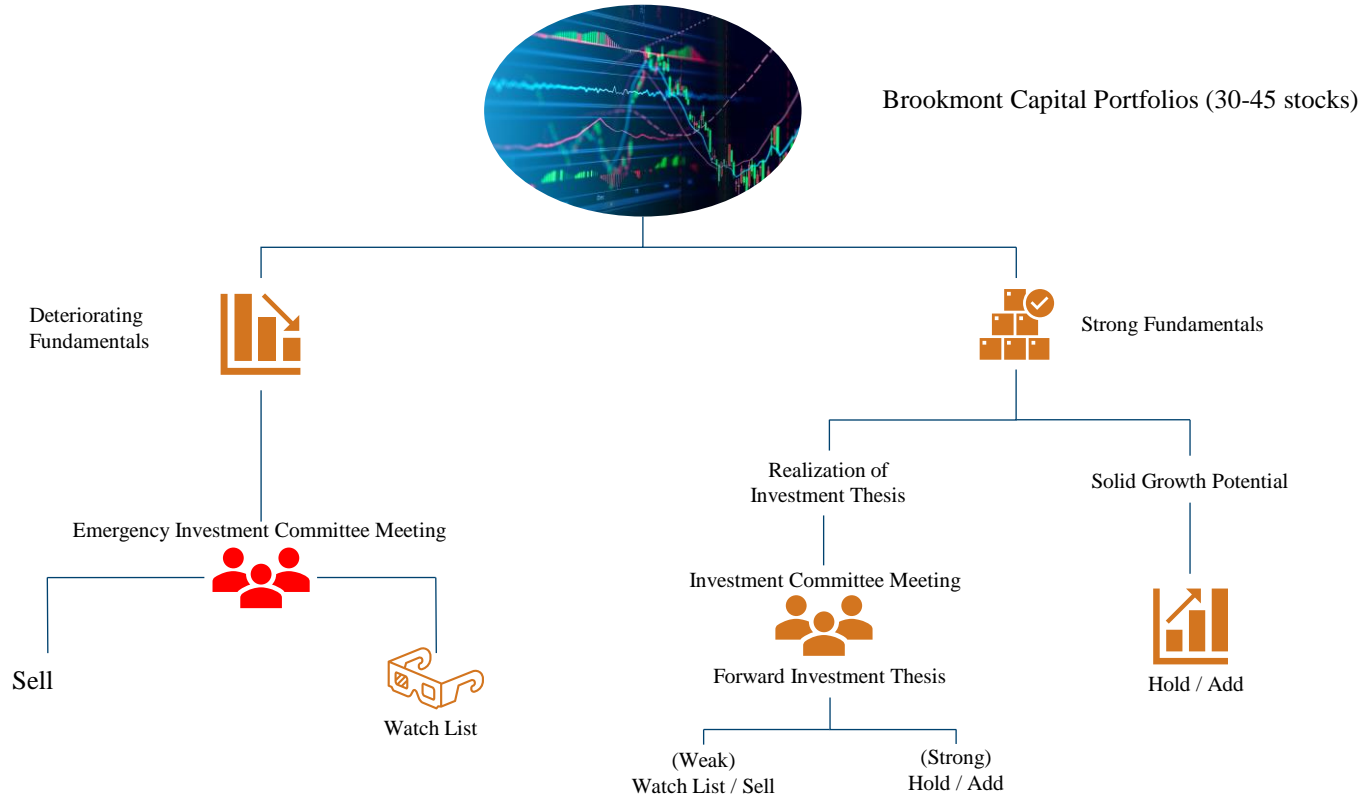 Brookmont Capital Portfolios (30-45 stocks)
Deteriorating
Fundamentals
Strong Fundamentals
Realization of
Investment Thesis
Solid Growth Potential
Emergency Investment Committee Meeting
Investment Committee Meeting
Sell
Watch List
Forward Investment Thesis
Hold / Add
(Weak)
Watch List / Sell
(Strong)
Hold / Add